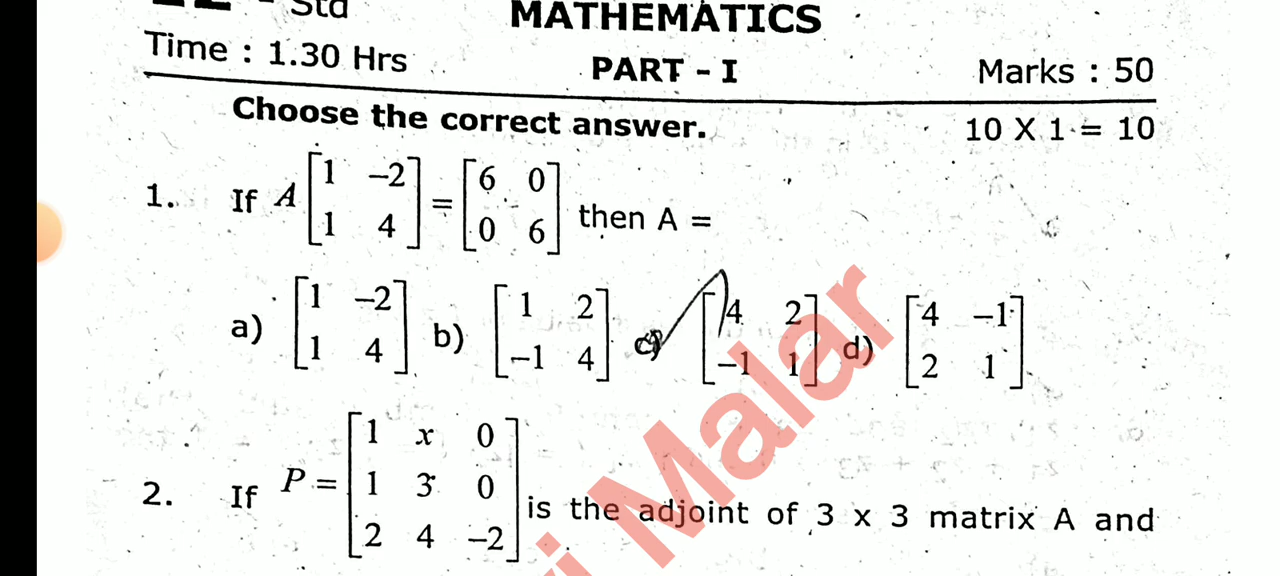 Std
MATHEMATICS
Time : 1.30 Hrs
PART - I
Marks : 50
Choose the correct answer.
10 X 1 = 10
1. If A [1 -2; 1 4] = [6 0; 0 6] then A =
a) [1 -2; 1 4] b) [1 2; -1 4] c) [4 2; -1 1] d) [4 -1; 2 1]
2. If P = [1 x 0; 1 3 0; 2 4 -2] is the adjoint of 3 x 3 matrix A and
Malar